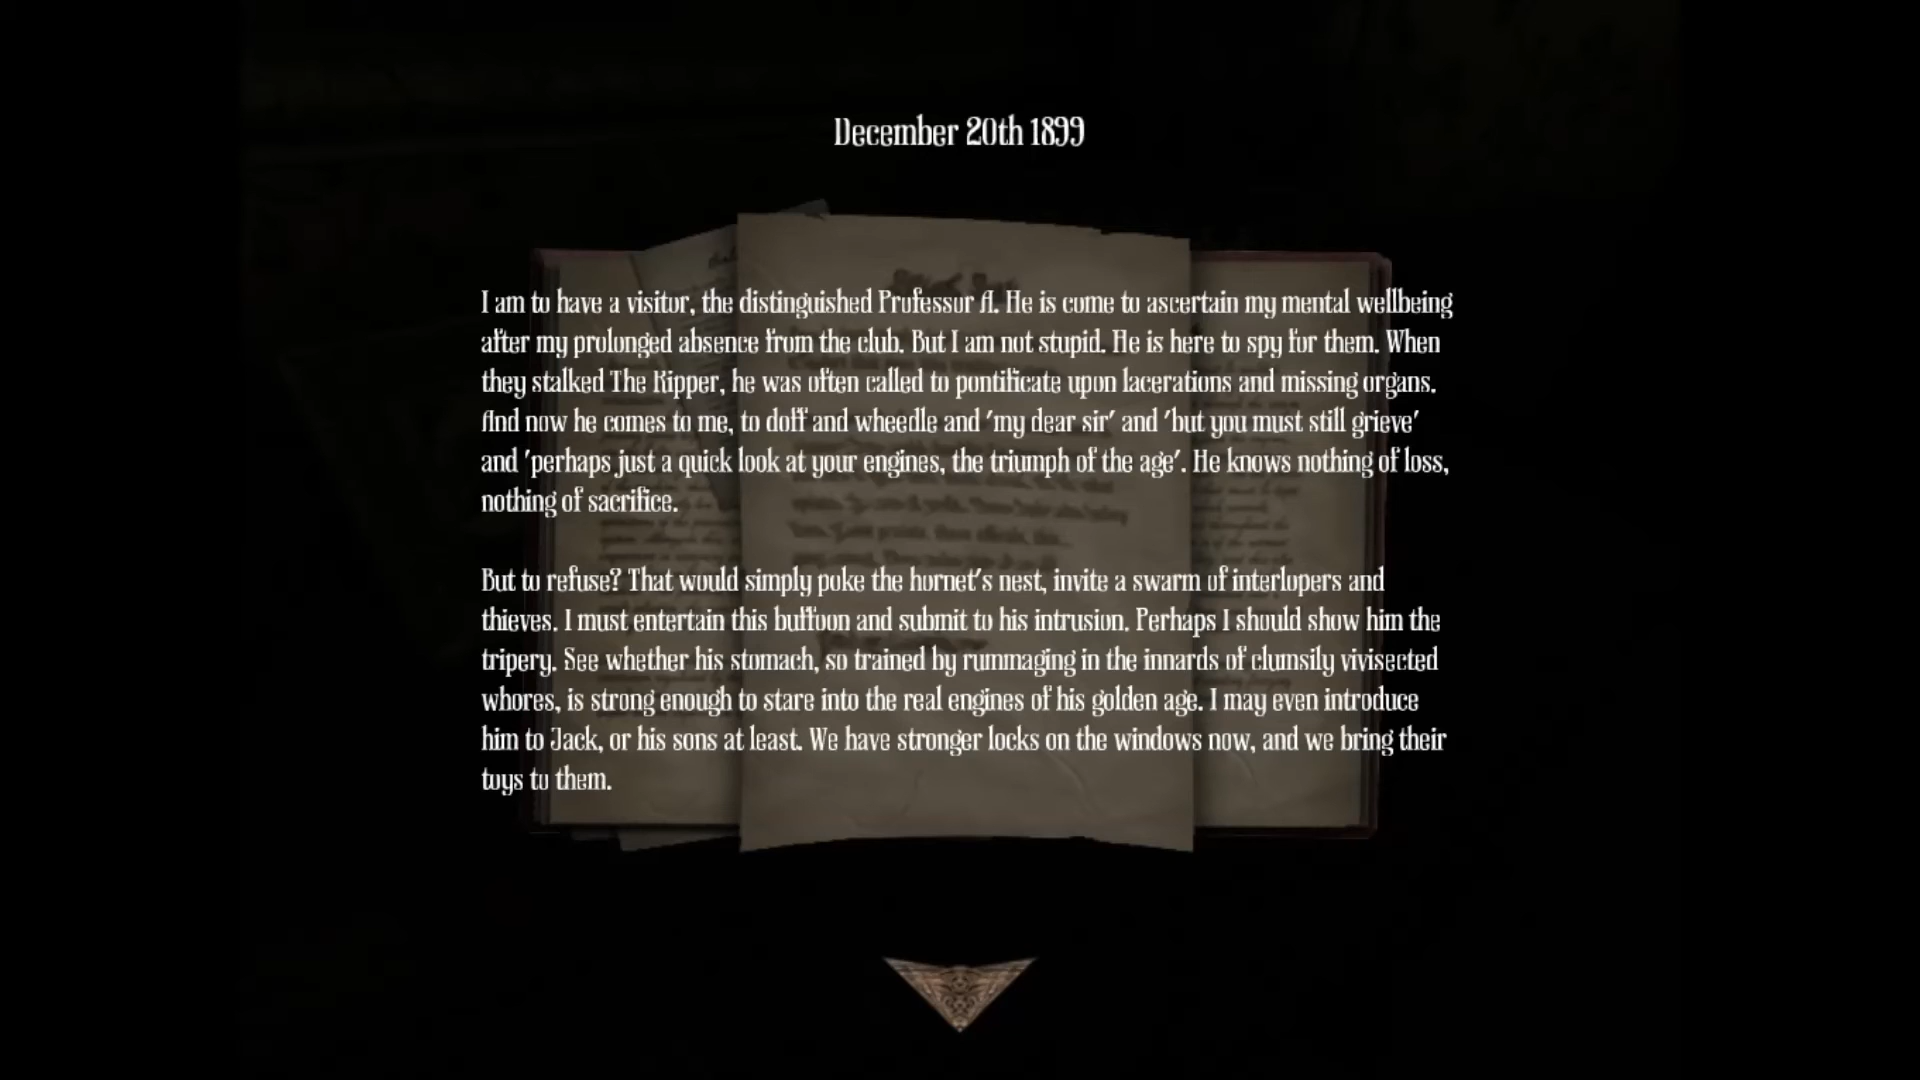 December 20th 1899
I am to have a visitor, the distinguished Professor A. He is come to ascertain my mental wellbeing
after my prolonged absence from the club. But I am not stupid. He is here to spy for them. When
they stalked The Ripper, he was often called to pontificate upon lacerations and missing organs.
And now he comes to me, to doff and wheedle and 'my dear sir' and 'but you must still grieve'
and 'perhaps just a quick look at your engines, the triumph of the age'. He knows nothing of loss,
nothing of sacrifice.
But to refuse? That would simply poke the hornet's nest, invite a swarm of interlopers and
thieves. I must entertain this buffoon and submit to his intrusion. Perhaps I should show him the
tripery. See whether his stomach, so trained by rummaging in the innards of clumsily vivisected
whores, is strong enough to stare into the real engines of his golden age. I may even introduce
him to Jack, or his sons at least. We have stronger locks on the windows now, and we bring their
toys to them.